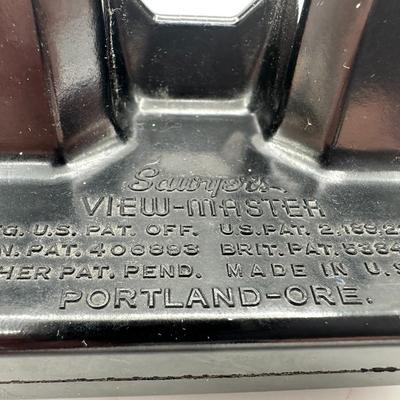 Sawyer's
VIEW-MASTER
U.S. PAT. OFF. U.S. PAT. 2,189,2
PAT. 406893 BRIT. PAT. 5384
PAT. PEND. MADE IN U.S
PORTLAND-ORE.